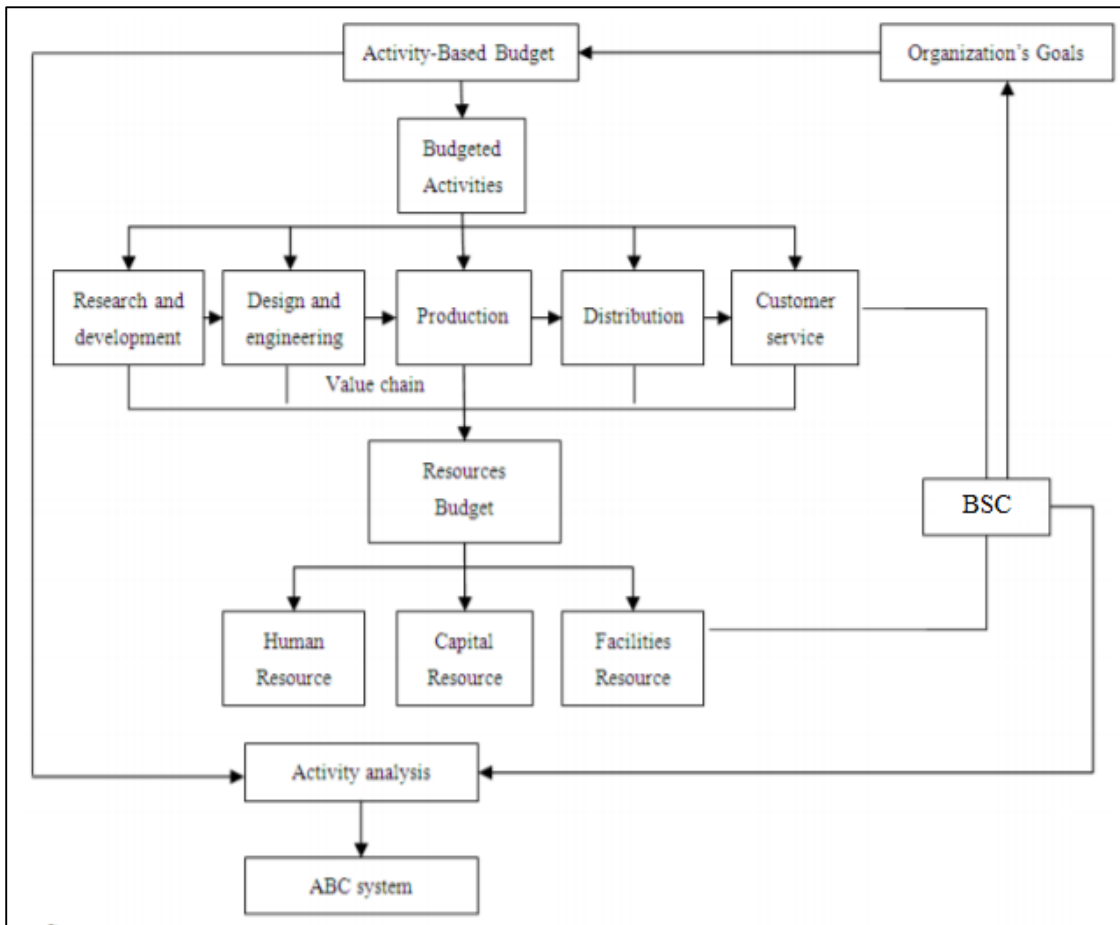 Activity-Based Budget
Organization's Goals
Budgeted
Activities
Research and
development
Design and
engineering
Production
Distribution
Customer
service
Value chain
Resources
Budget
BSC
Human
Resource
Capital
Resource
Facilities
Resource
Activity analysis
ABC system